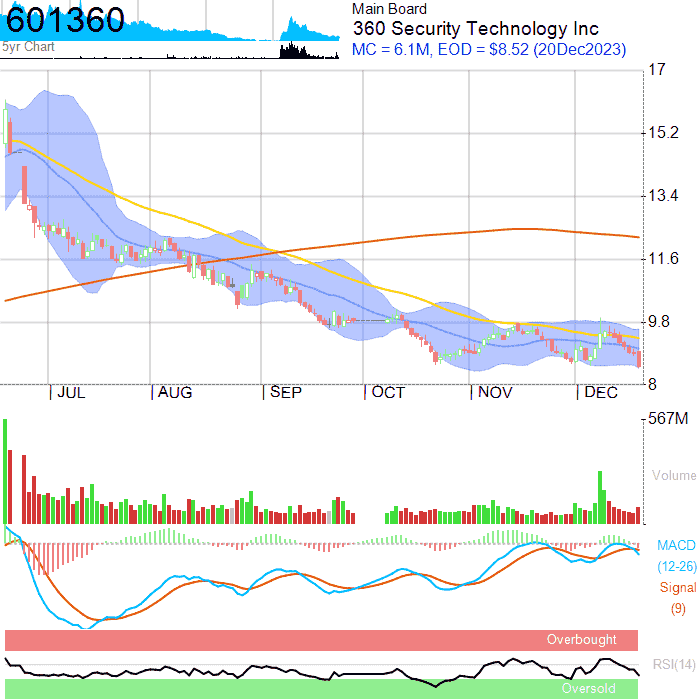 601360
5yr Chart
Main Board
360 Security Technology Inc
MC = 6.1M, EOD = $8.52 (20Dec2023)
17
15.2
13.4
11.6
9.8
8
JUL AUG SEP OCT NOV DEC
567M
Volume
MACD
(12-26)
Signal
(9)
Overbought
RSI(14)
Oversold